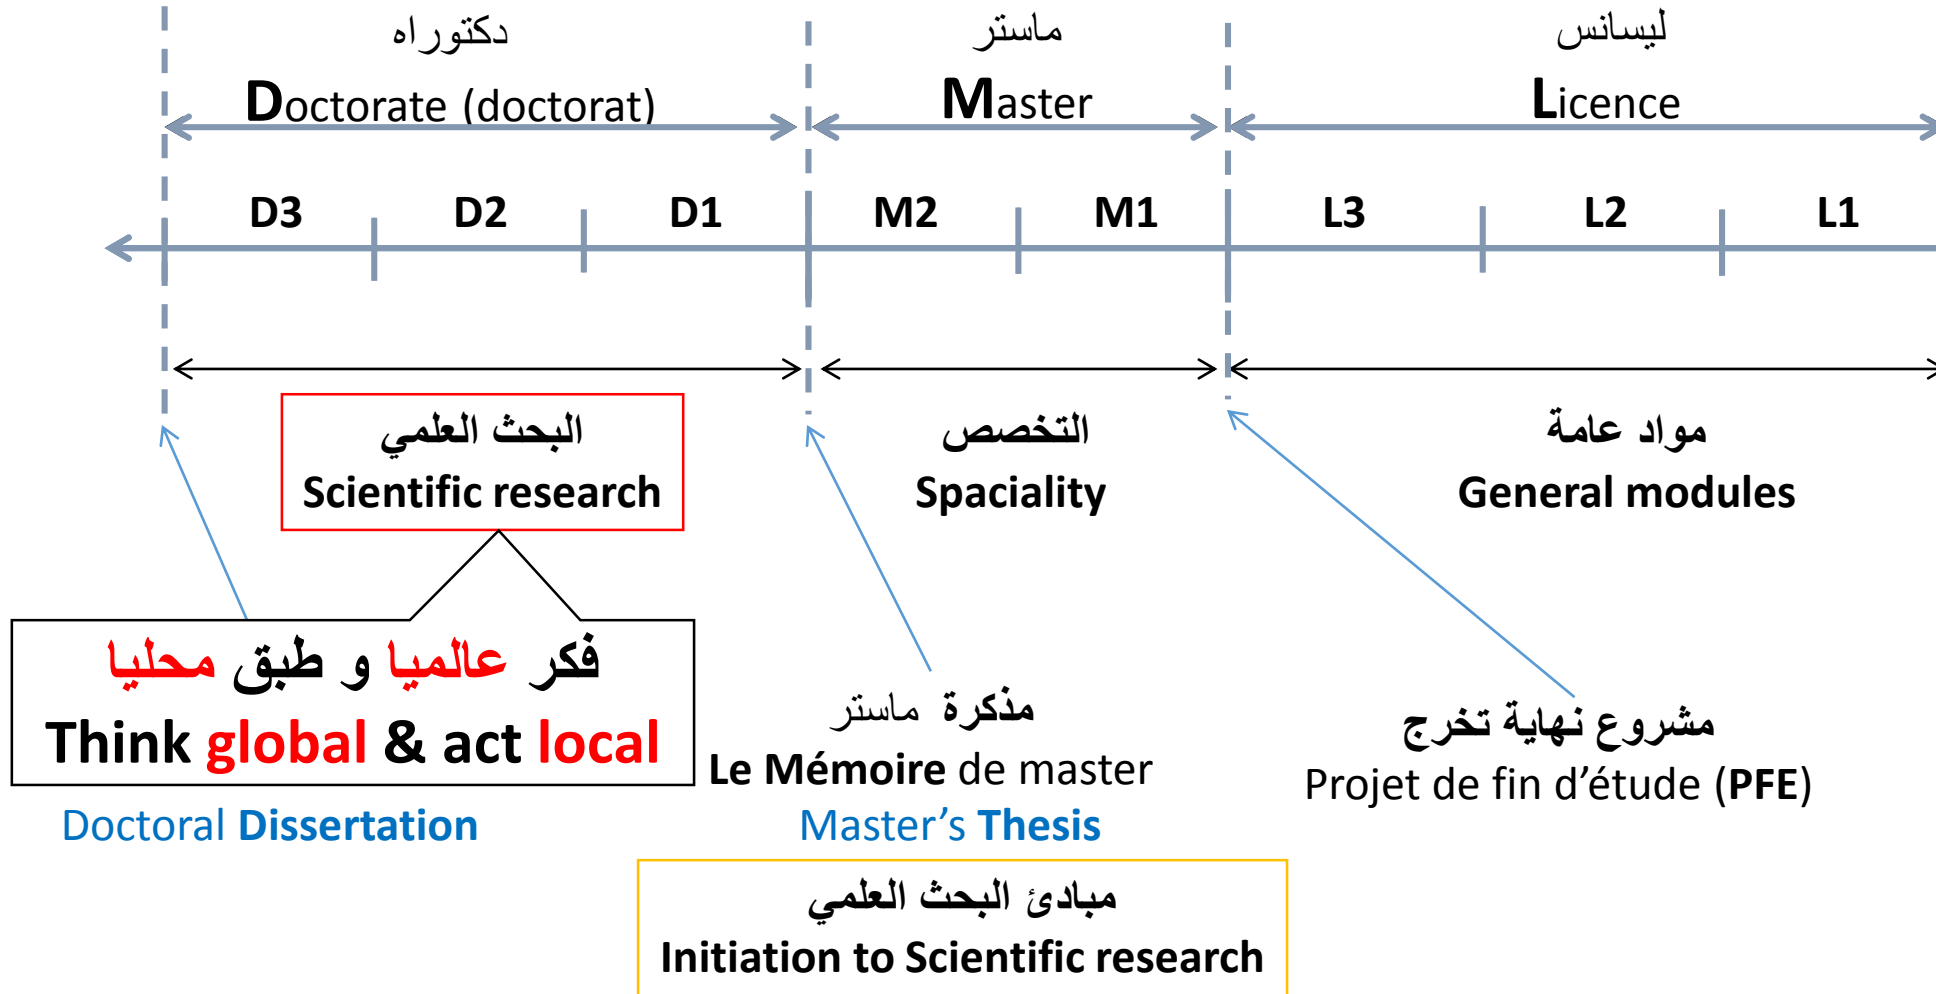 دكتوراه
Doctorate (doctorat)
ماستر
Master
ليسانس
Licence
D3
D2
D1
M2
M1
L3
L2
L1
البحث العلمي
Scientific research
التخصص
Spaciality
مواد عامة
General modules
فكر عالميا و طبق محليا
Think global & act local
Doctoral Dissertation
مذكرة ماستر
Le Mémoire de master
Master’s Thesis
مشروع نهاية تخرج
Projet de fin d’étude (PFE)
مبادئ البحث العلمي
Initiation to Scientific research